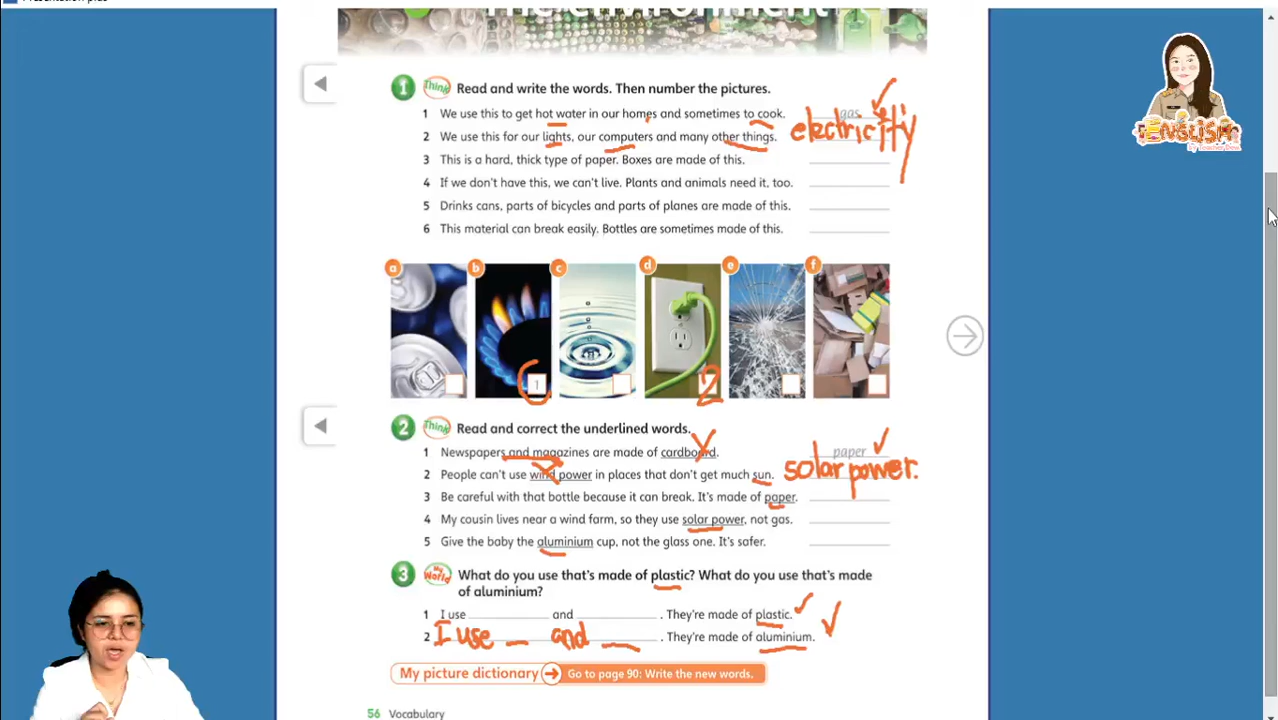 The environment
1 Think Read and write the words. Then number the pictures.
1 We use this to get hot water in our homes and sometimes to cook. gas
2 We use this for our lights, our computers and many other things. electricity
3 This is a hard, thick type of paper. Boxes are made of this.
4 If we don't have this, we can't live. Plants and animals need it, too.
5 Drinks cans, parts of bicycles and parts of planes are made of this.
6 This material can break easily. Bottles are sometimes made of this.
a b c d e f
1 2
2 Think Read and correct the underlined words.
1 Newspapers and magazines are made of cardboard. paper
2 People can't use wind power in places that don't get much sun. solar power.
3 Be careful with that bottle because it can break. It's made of paper.
4 My cousin lives near a wind farm, so they use solar power, not gas.
5 Give the baby the aluminium cup, not the glass one. It's safer.
3 My World What do you use that's made of plastic? What do you use that's made
of aluminium?
1 I use and . They're made of plastic.
2 I use and . They're made of aluminium.
My picture dictionary Go to page 90: Write the new words.
56 Vocabulary
ENGLISH